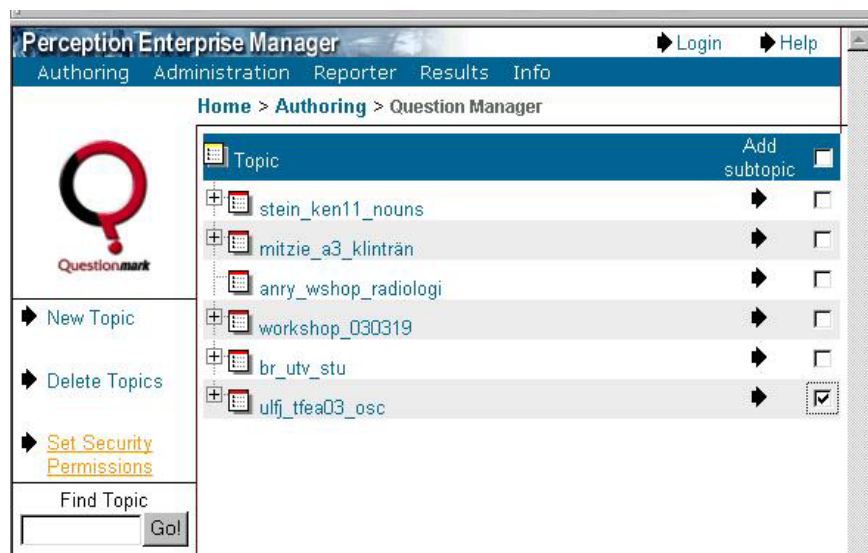 Perception Enterprise Manager
Login Help
Authoring Administration Reporter Results Info
Home > Authoring > Question Manager
Topic Add subtopic
stein_ken11_nouns
mitzie_a3_klinträn
anry_wshop_radiologi
workshop_030319
br_utv_stu
ulfj_tfea03_osc
Questionmark
New Topic
Delete Topics
Set Security
Permissions
Find Topic
Go!